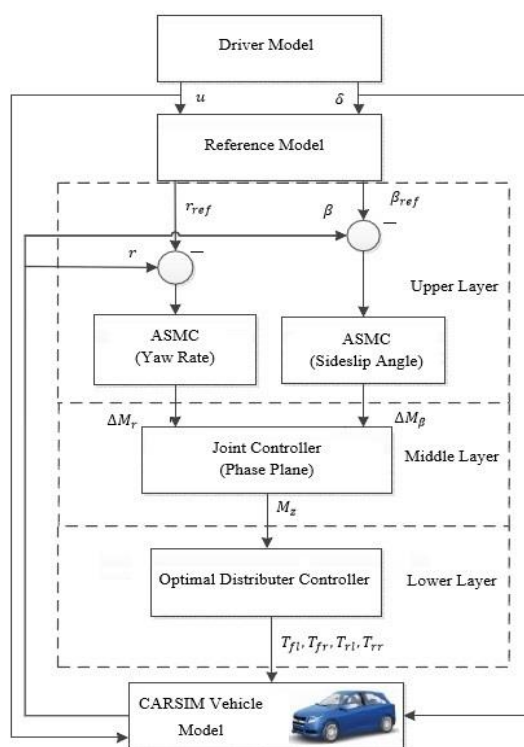 Driver Model
u
δ
Reference Model
r_ref
β
β_ref
−
r
−
Upper Layer
ASMC
(Yaw Rate)
ASMC
(Sideslip Angle)
ΔM_r
ΔM_β
Joint Controller
(Phase Plane)
Middle Layer
M_z
Optimal Distributer Controller
Lower Layer
T_fl, T_fr, T_rl, T_rr
CARSIM Vehicle
Model